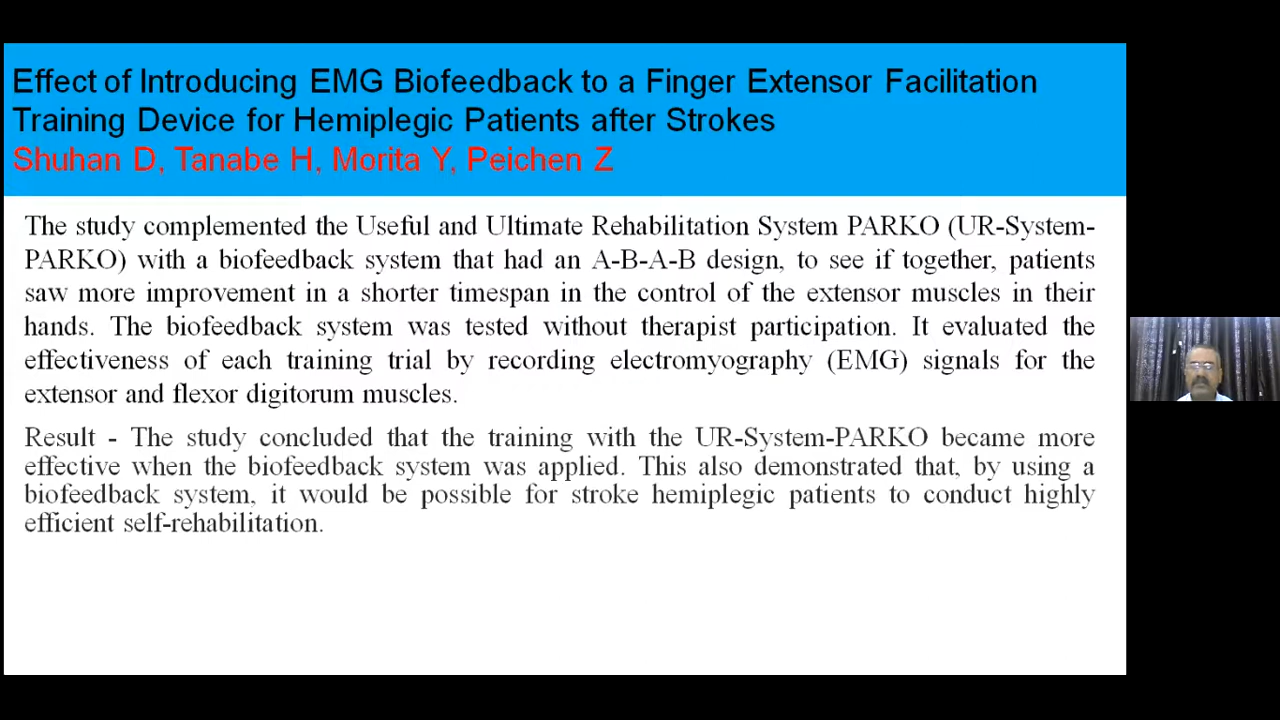 Effect of Introducing EMG Biofeedback to a Finger Extensor Facilitation
Training Device for Hemiplegic Patients after Strokes
Shuhan D, Tanabe H, Morita Y, Peichen Z
The study complemented the Useful and Ultimate Rehabilitation System PARKO (UR-System-
PARKO) with a biofeedback system that had an A-B-A-B design, to see if together, patients
saw more improvement in a shorter timespan in the control of the extensor muscles in their
hands. The biofeedback system was tested without therapist participation. It evaluated the
effectiveness of each training trial by recording electromyography (EMG) signals for the
extensor and flexor digitorum muscles.
Result - The study concluded that the training with the UR-System-PARKO became more
effective when the biofeedback system was applied. This also demonstrated that, by using a
biofeedback system, it would be possible for stroke hemiplegic patients to conduct highly
efficient self-rehabilitation.